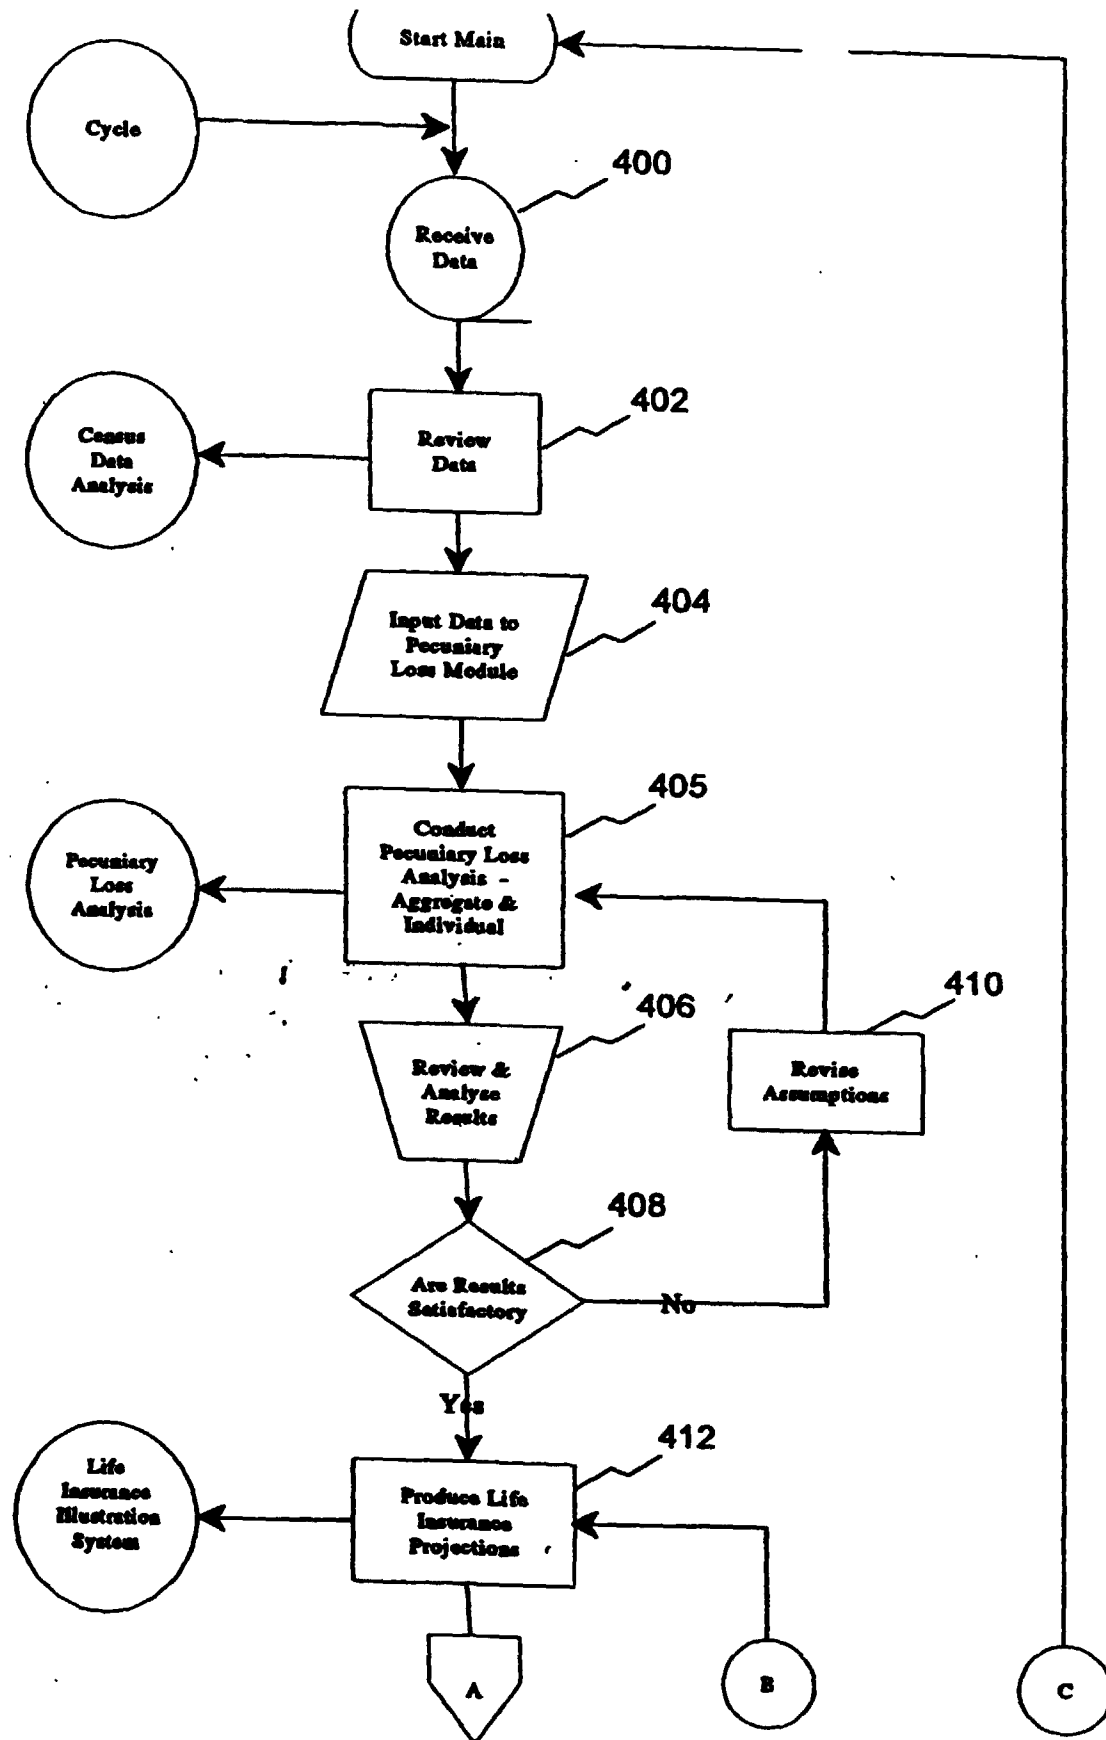 Start Main
Cycle
400
Receive
Data
402
Review
Data
Census
Data
Analysis
404
Input Data to
Pecuniary
Loss Module
405
Conduct
Pecuniary Loss
Analysis -
Aggregate &
Individual
Pecuniary
Loss
Analysis
410
406
Review &
Analyse
Results
Revise
Assumptions
408
Are Results
Satisfactory
No
Yes
412
Life
Insurance
Illustration
System
Produce Life
Insurance
Projections
A
B
C